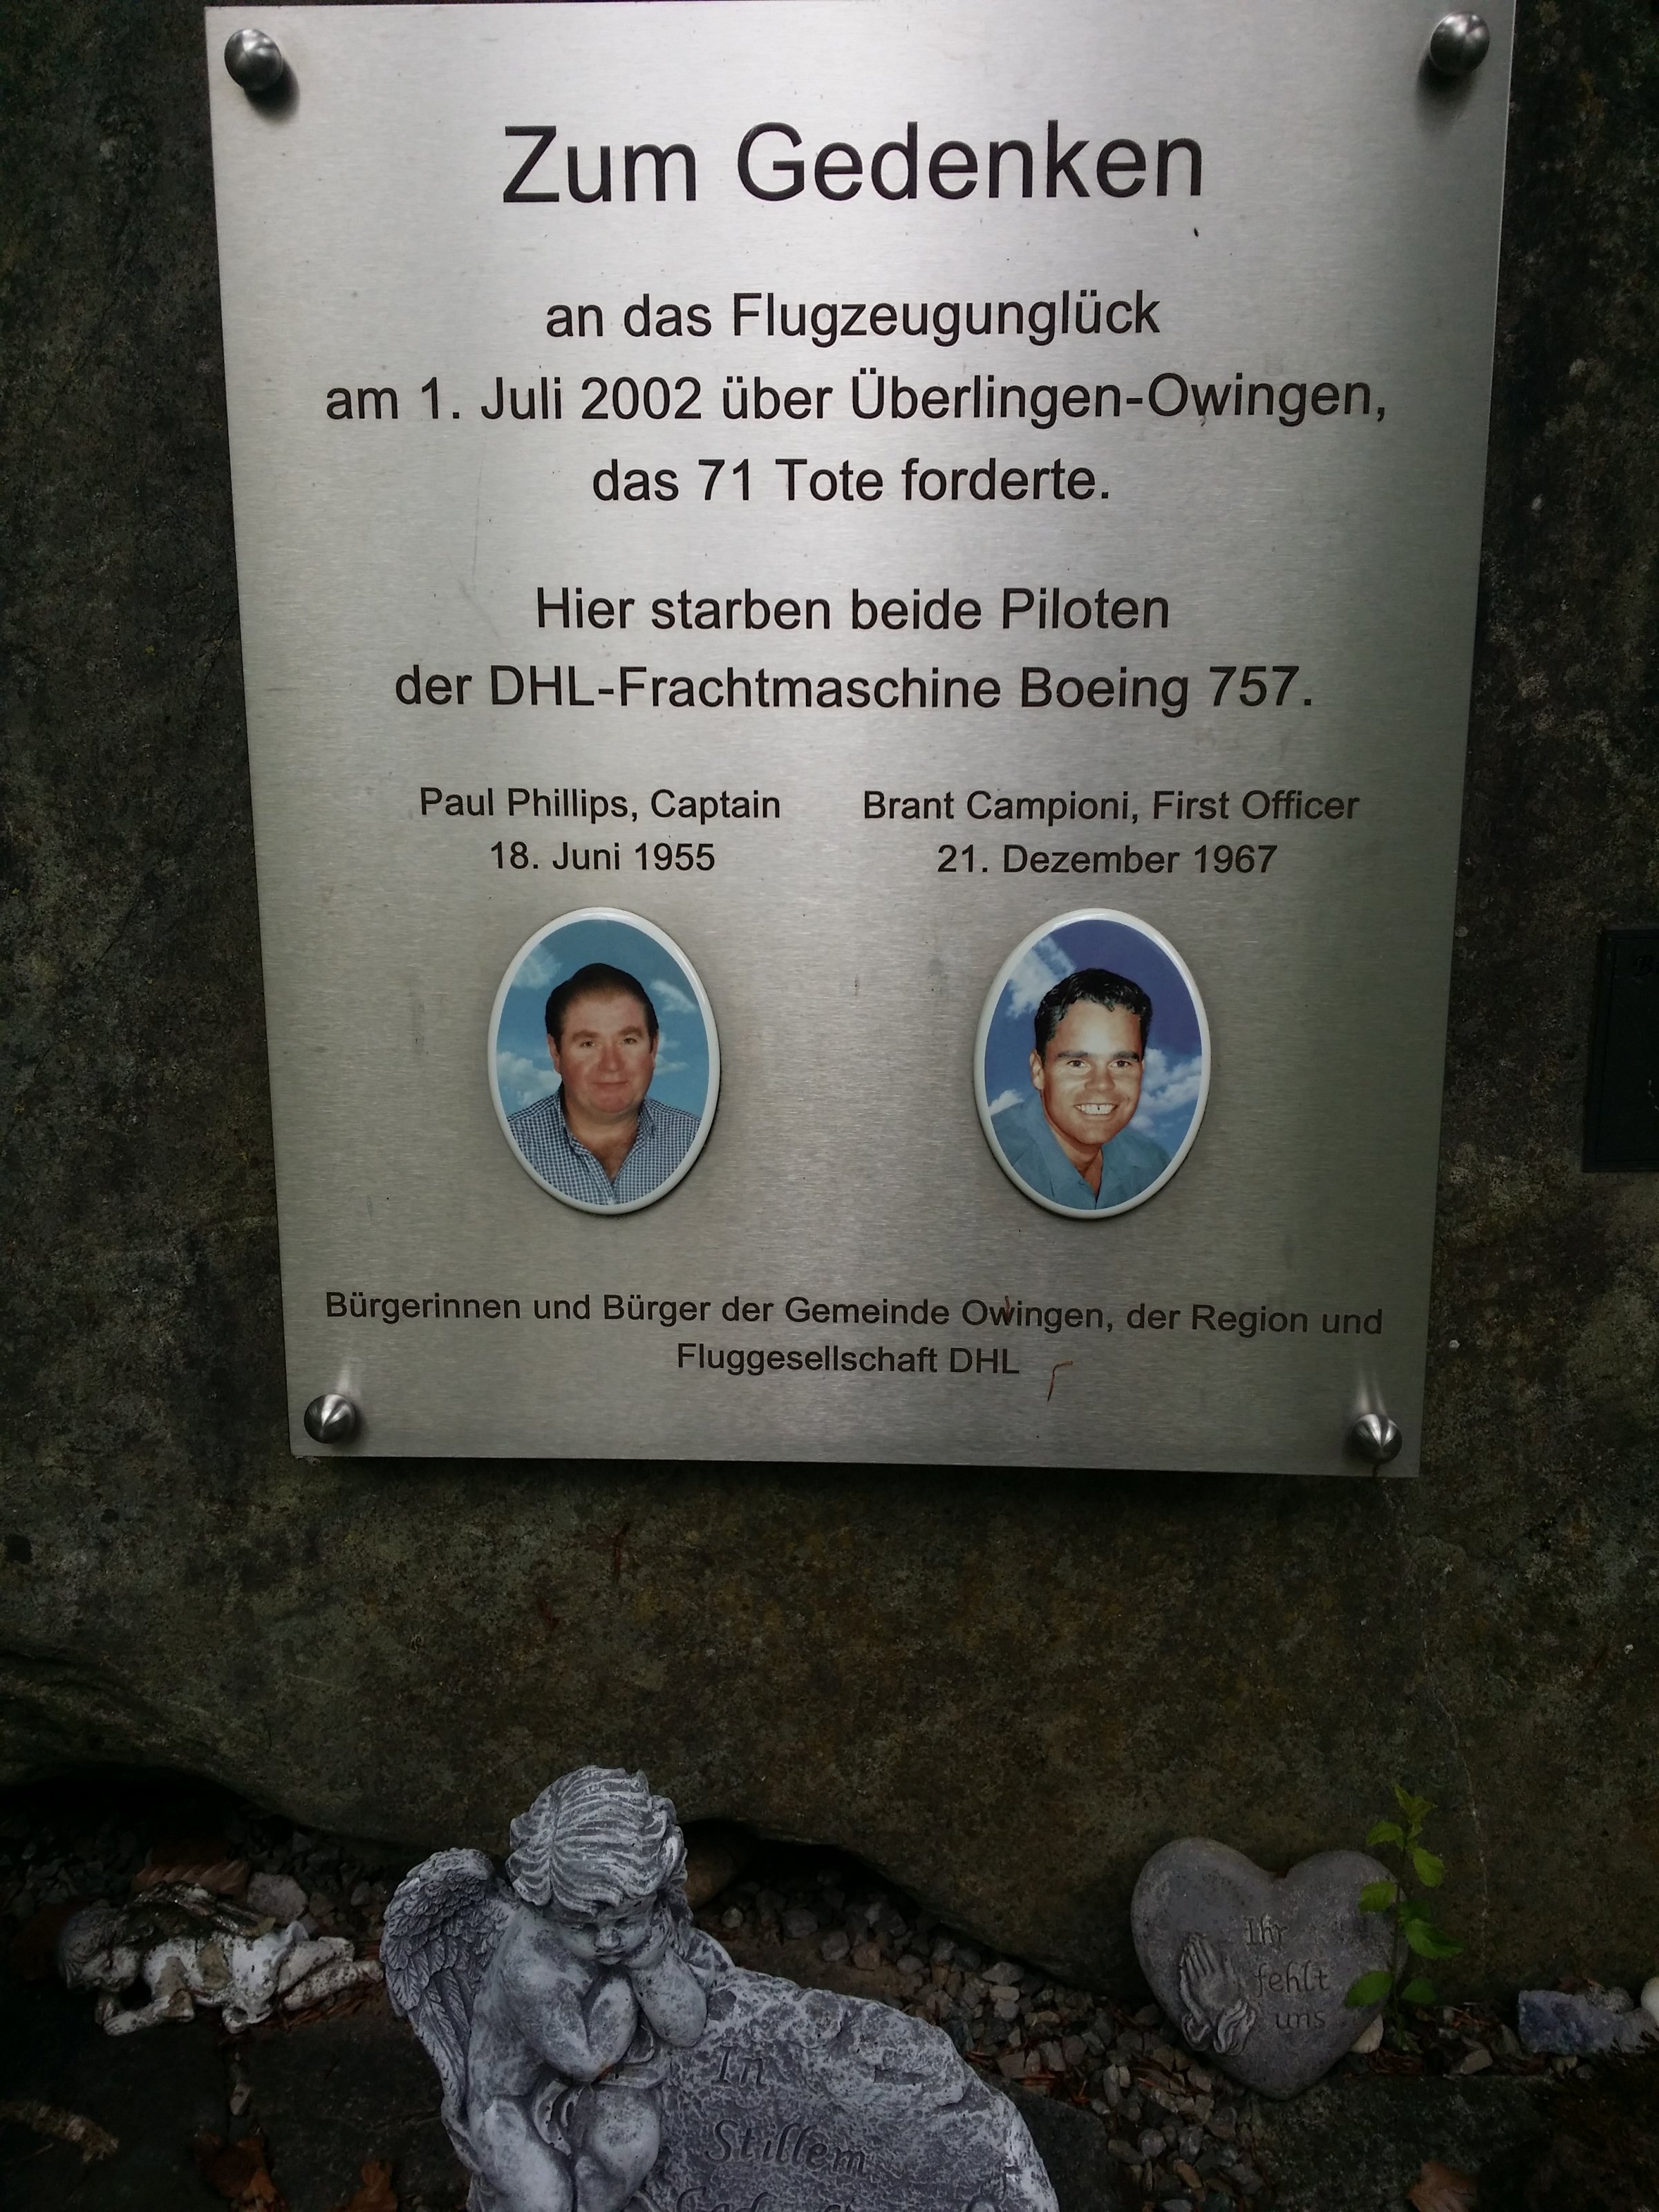 Zum Gedenken
an das Flugzeugunglück
am 1. Juli 2002 über Überlingen-Owingen,
das 71 Tote forderte.
Hier starben beide Piloten
der DHL-Frachtmaschine Boeing 757.
Paul Phillips, Captain
18. Juni 1955
Brant Campioni, First Officer
21. Dezember 1967
Bürgerinnen und Bürger der Gemeinde Owingen, der Region und
Fluggesellschaft DHL
Ihr
fehlt
uns
In
Stillem